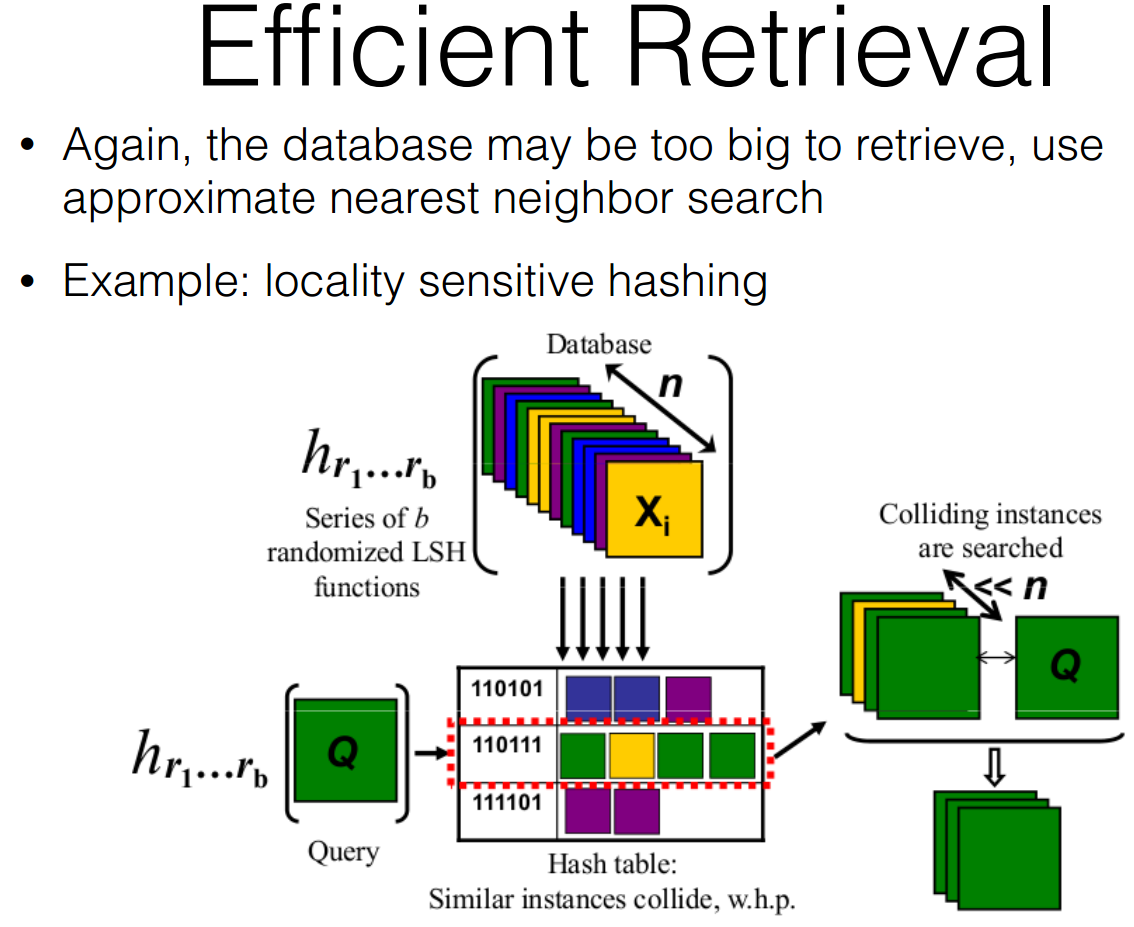 Efficient Retrieval
• Again, the database may be too big to retrieve, use
approximate nearest neighbor search
• Example: locality sensitive hashing
Database
n
h_{r_1...r_b}
Series of b
randomized LSH
functions
X_i
Colliding instances
are searched
<< n
Q
h_{r_1...r_b}
Q
Query
110101
110111
111101
Hash table:
Similar instances collide, w.h.p.